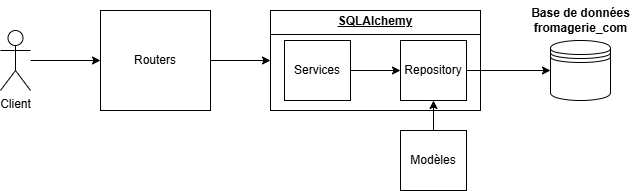 Client
Routers
SQLAlchemy
Services
Repository
Modèles
Base de données
fromagerie_com